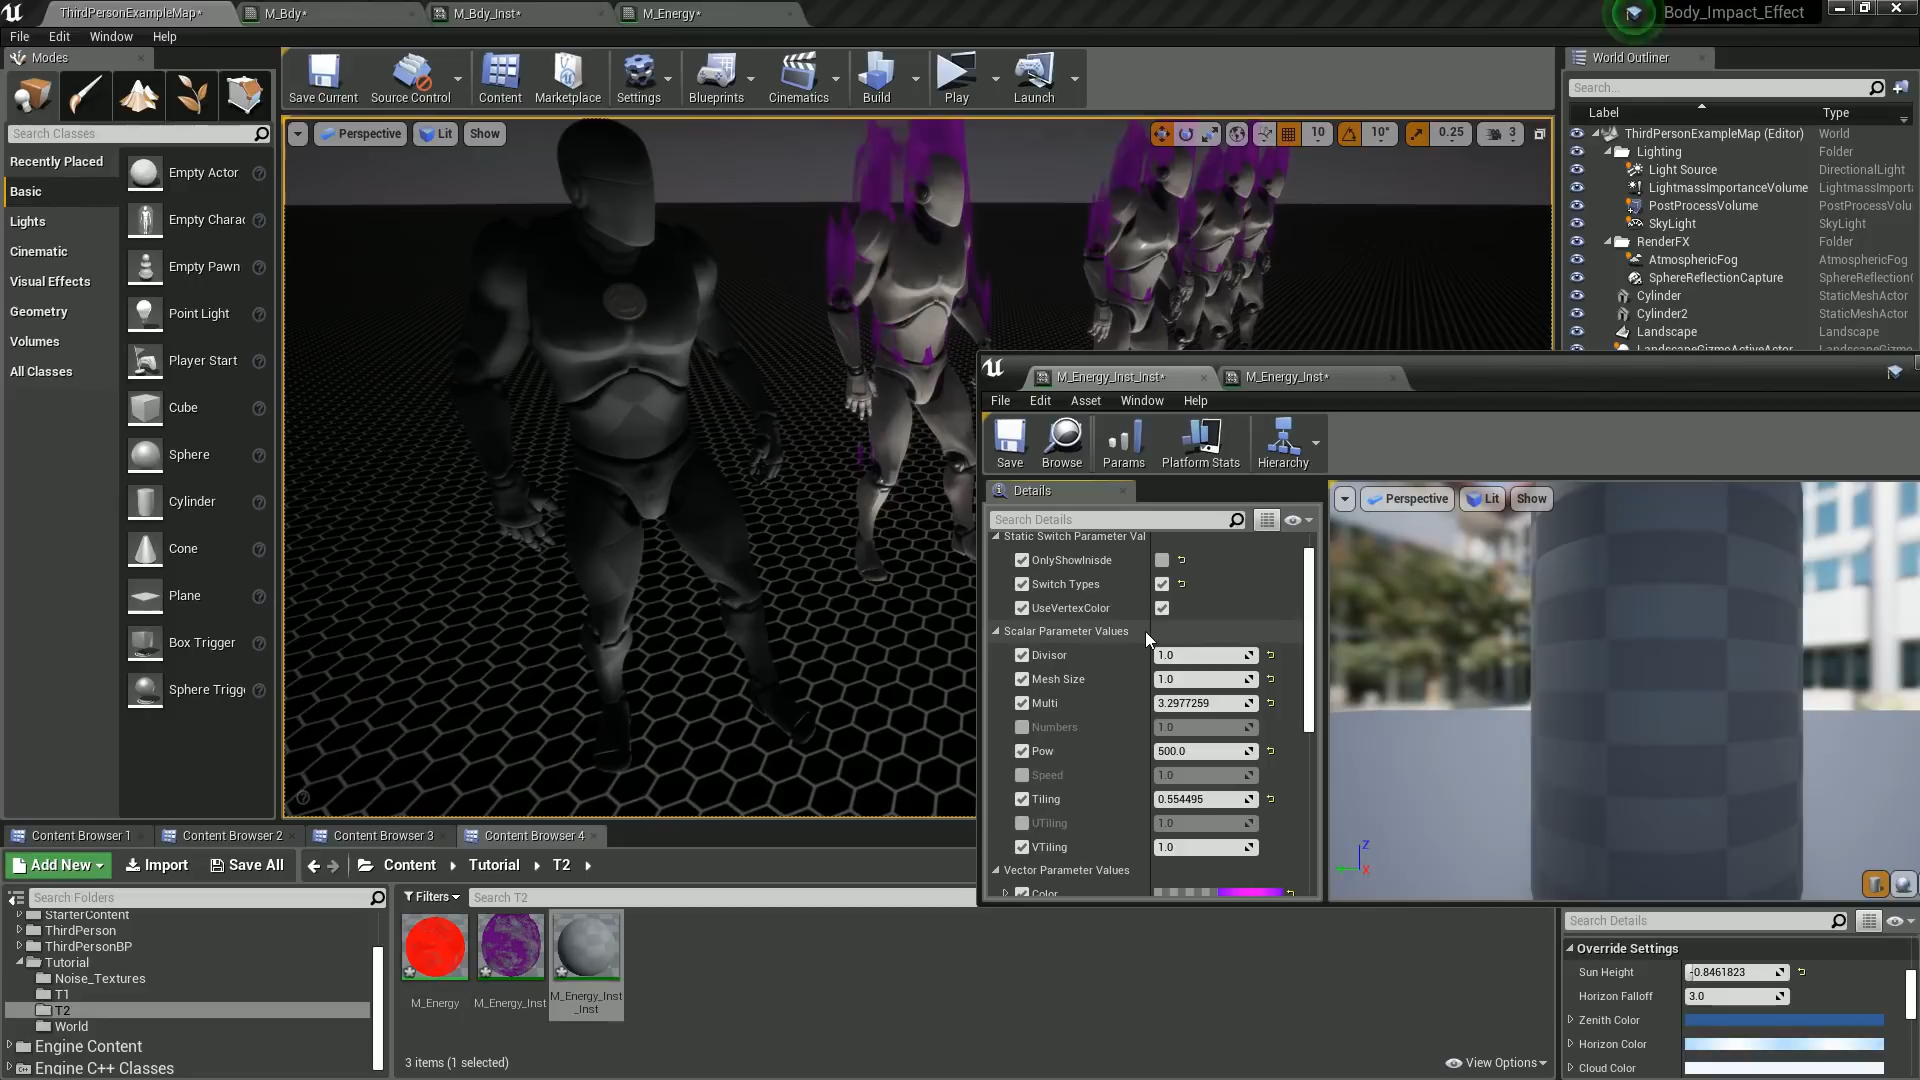 ThirdPersonExampleMap*
M_Bdy*
M_Bdy_Inst*
M_Energy*
Body_Impact_Effect
File Edit Window Help
Modes
Search Classes
Recently Placed
Basic
Lights
Cinematic
Visual Effects
Geometry
Volumes
All Classes
Empty Actor
Empty Charac
Empty Pawn
Point Light
Player Start
Cube
Sphere
Cylinder
Cone
Plane
Box Trigger
Sphere Trigge
Save Current
Source Control
Content
Marketplace
Settings
Blueprints
Cinematics
Build
Play
Launch
Perspective
Lit
Show
10
10°
0.25
3
World Outliner
Search...
Label Type
ThirdPersonExampleMap (Editor) World
Lighting Folder
Light Source DirectionalLight
LightmassImportanceVolume LightmassImport
PostProcessVolume PostProcessVolu
SkyLight SkyLight
RenderFX Folder
AtmosphericFog AtmosphericFog
SphereReflectionCapture SphereReflection
Cylinder StaticMeshActor
Cylinder2 StaticMeshActor
Landscape Landscape
LandscapeGizmoActiveActor LandscapeGizmo
M_Energy_Inst_Inst*
M_Energy_Inst*
File Edit Asset Window Help
Save
Browse
Params
Platform Stats
Hierarchy
Details
Search Details
Static Switch Parameter Val
OnlyShowInisde
Switch Types
UseVertexColor
Scalar Parameter Values
Divisor 1.0
Mesh Size 1.0
Multi 3.2977259
Numbers 1.0
Pow 500.0
Speed 1.0
Tiling 0.554495
UTiling 1.0
VTiling 1.0
Vector Parameter Values
Color
Perspective
Lit
Show
Z
X
Content Browser 1
Content Browser 2
Content Browser 3
Content Browser 4
Add New
Import
Save All
Content
Tutorial
T2
Search Folders
Filters
Search T2
StarterContent
ThirdPerson
ThirdPersonBP
Tutorial
Noise_Textures
T1
T2
World
Engine Content
Engine C++ Classes
M_Energy
M_Energy_Inst
M_Energy_Inst
_Inst
3 items (1 selected)
View Options
Search Details
Override Settings
Sun Height -0.8461823
Horizon Falloff 3.0
Zenith Color
Horizon Color
Cloud Color